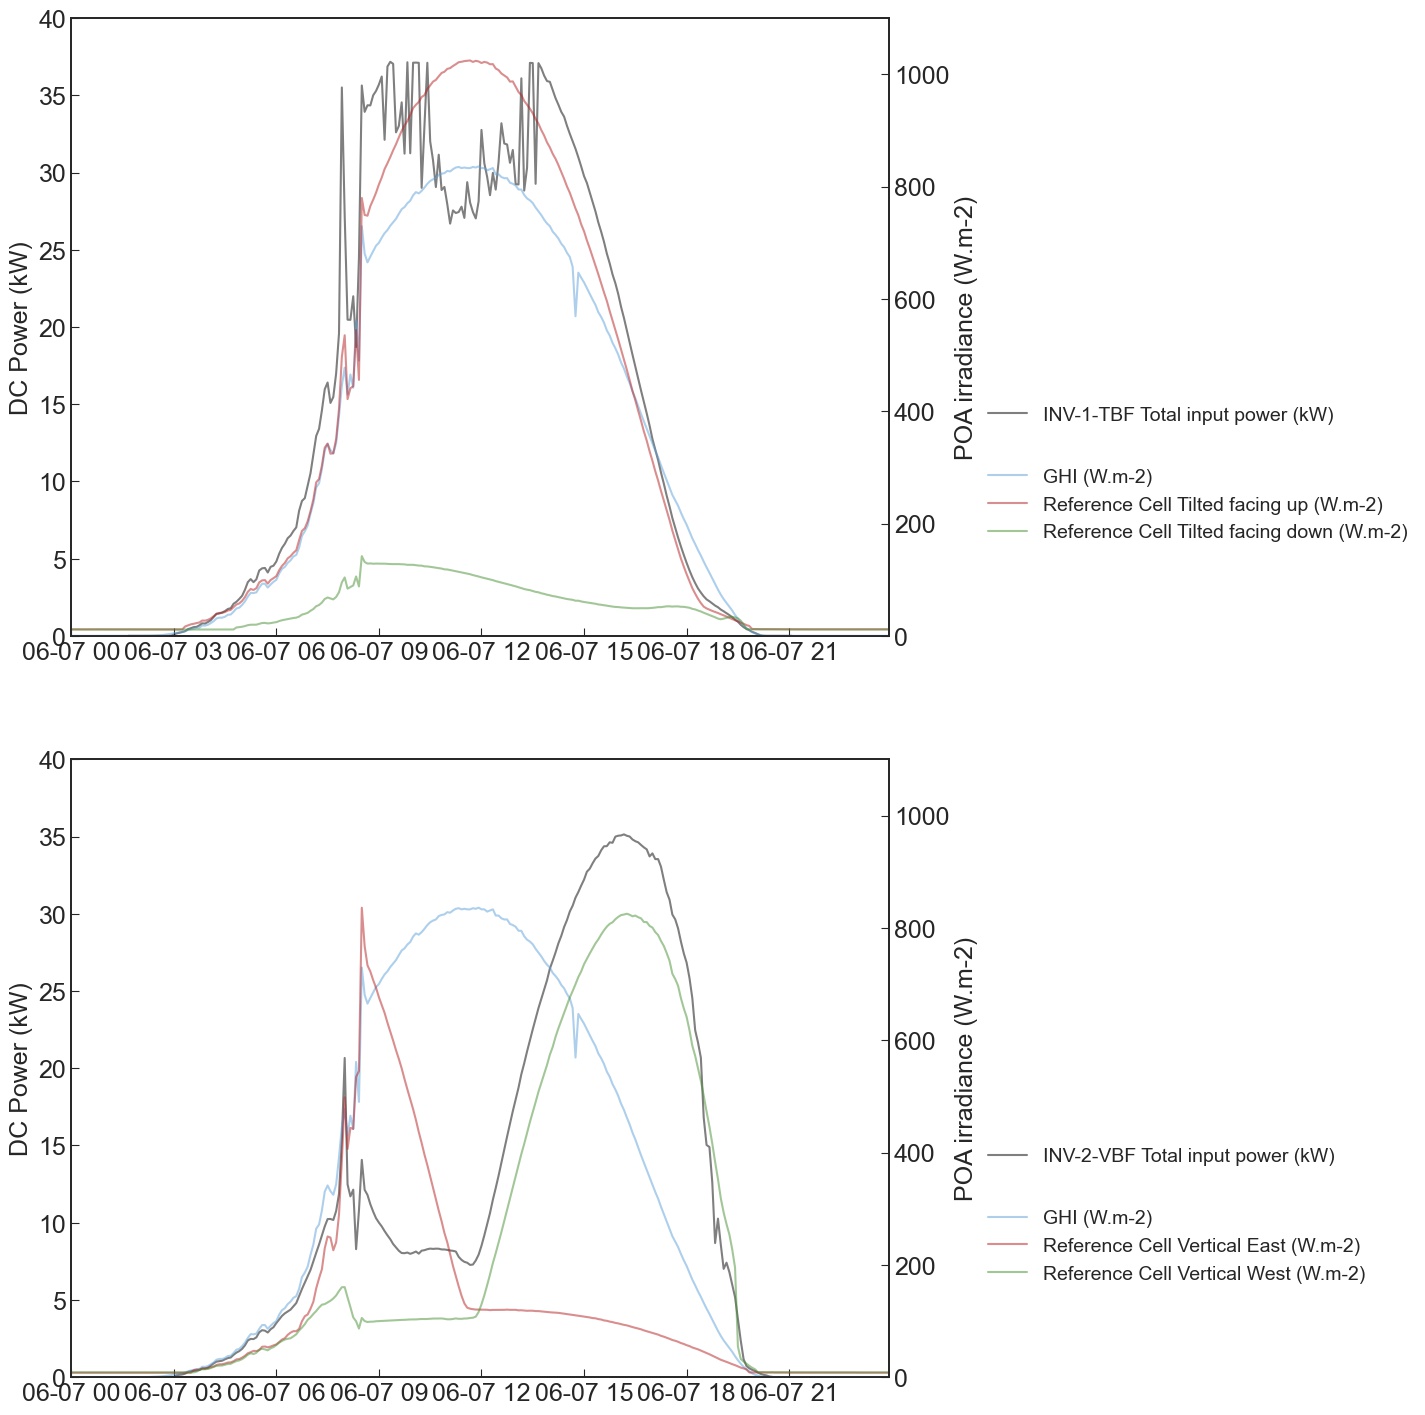 40
35
30
25
20
15
10
5
0
DC Power (kW)
1000
800
600
400
200
0
POA irradiance (W.m-2)
06-07 00 06-07 03 06-07 06 06-07 09 06-07 12 06-07 15 06-07 18 06-07 21
INV-1-TBF Total input power (kW)
GHI (W.m-2)
Reference Cell Tilted facing up (W.m-2)
Reference Cell Tilted facing down (W.m-2)
40
35
30
25
20
15
10
5
0
DC Power (kW)
1000
800
600
400
200
0
POA irradiance (W.m-2)
06-07 00 06-07 03 06-07 06 06-07 09 06-07 12 06-07 15 06-07 18 06-07 21
INV-2-VBF Total input power (kW)
GHI (W.m-2)
Reference Cell Vertical East (W.m-2)
Reference Cell Vertical West (W.m-2)